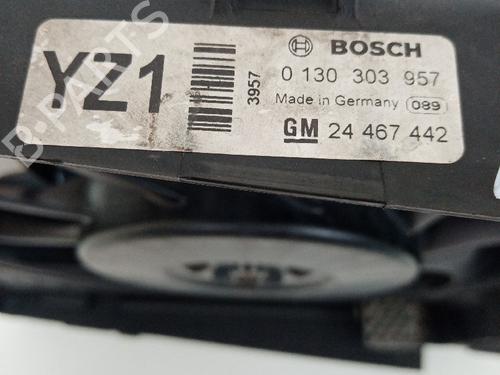 YZ1
3957
BOSCH
0 130 303 957
Made in Germany 089
GM 24 467 442
B PARTS